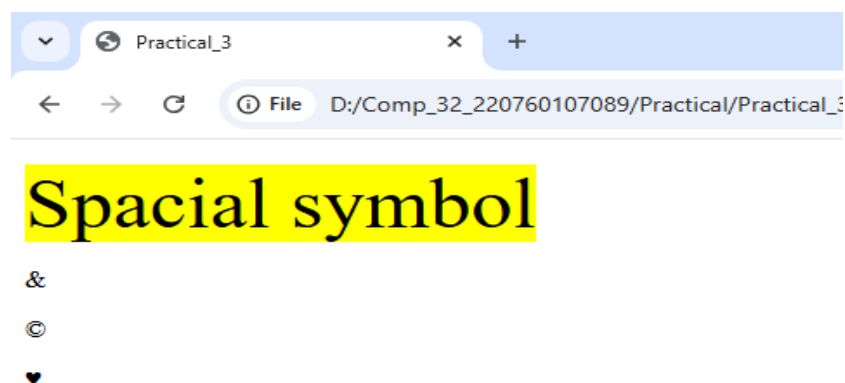 Practical_3
File D:/Comp_32_220760107089/Practical/Practical_3
Spacial symbol
&
©
♥